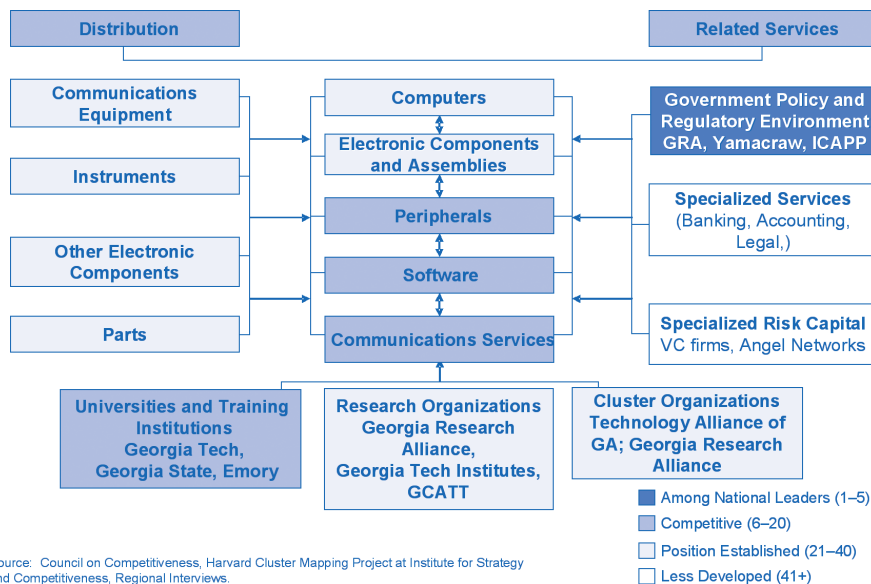 Distribution
Related Services
Communications
Equipment
Instruments
Other Electronic
Components
Parts
Computers
Electronic Components
and Assemblies
Peripherals
Software
Communications Services
Government Policy and
Regulatory Environment
GRA, Yamacraw, ICAPP
Specialized Services
(Banking, Accounting,
Legal,)
Specialized Risk Capital
VC firms, Angel Networks
Universities and Training
Institutions
Georgia Tech,
Georgia State, Emory
Research Organizations
Georgia Research
Alliance,
Georgia Tech Institutes,
GCATT
Cluster Organizations
Technology Alliance of
GA; Georgia Research
Alliance
Among National Leaders (1–5)
Competitive (6–20)
Position Established (21–40)
Less Developed (41+)
ource: Council on Competitiveness, Harvard Cluster Mapping Project at Institute for Strategy
nd Competitiveness, Regional Interviews.